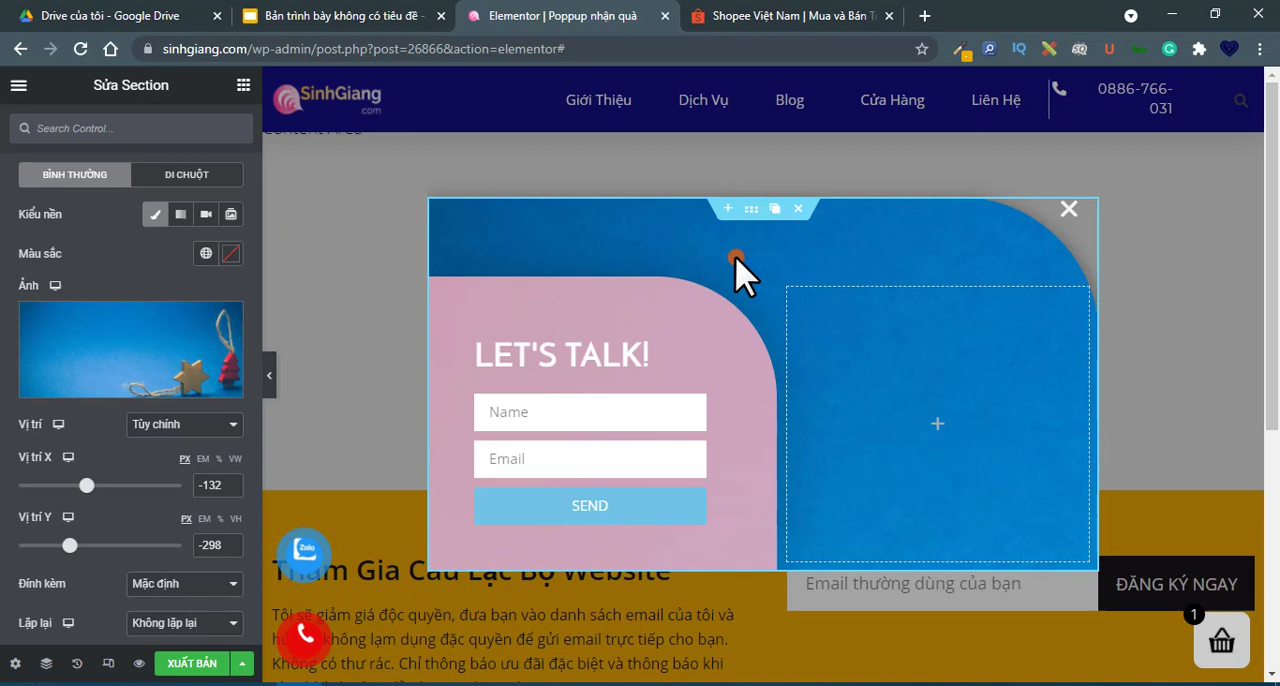 Drive của tôi - Google Drive
Bản trình bày không có tiêu đề -
Elementor | Poppup nhận quà
Shopee Việt Nam | Mua và Bán Tr
sinhgiang.com/wp-admin/post.php?post=26866&action=elementor#
Sửa Section
Search Control...
BÌNH THƯỜNG
DI CHUỘT
Kiểu nền
Màu sắc
Ảnh
Vị trí
Tùy chỉnh
Vị trí X
PX EM % VW
-132
Vị trí Y
PX EM % VH
-298
Đính kèm
Mặc định
Lặp lại
Không lặp lại
XUẤT BẢN
SinhGiang
.com
Giới Thiệu
Dịch Vụ
Blog
Cửa Hàng
Liên Hệ
0886-766-
031
Content Area
LET'S TALK!
Name
Email
SEND
Zalo
Tham Gia Câu Lạc Bộ Website
Tôi sẽ giảm giá độc quyền, đưa bạn vào danh sách email của tôi và
không lạm dụng đặc quyền để gửi email trực tiếp cho bạn.
Không có thư rác. Chỉ thông báo ưu đãi đặc biệt và thông báo khi
Email thường dùng của bạn
ĐĂNG KÝ NGAY
1